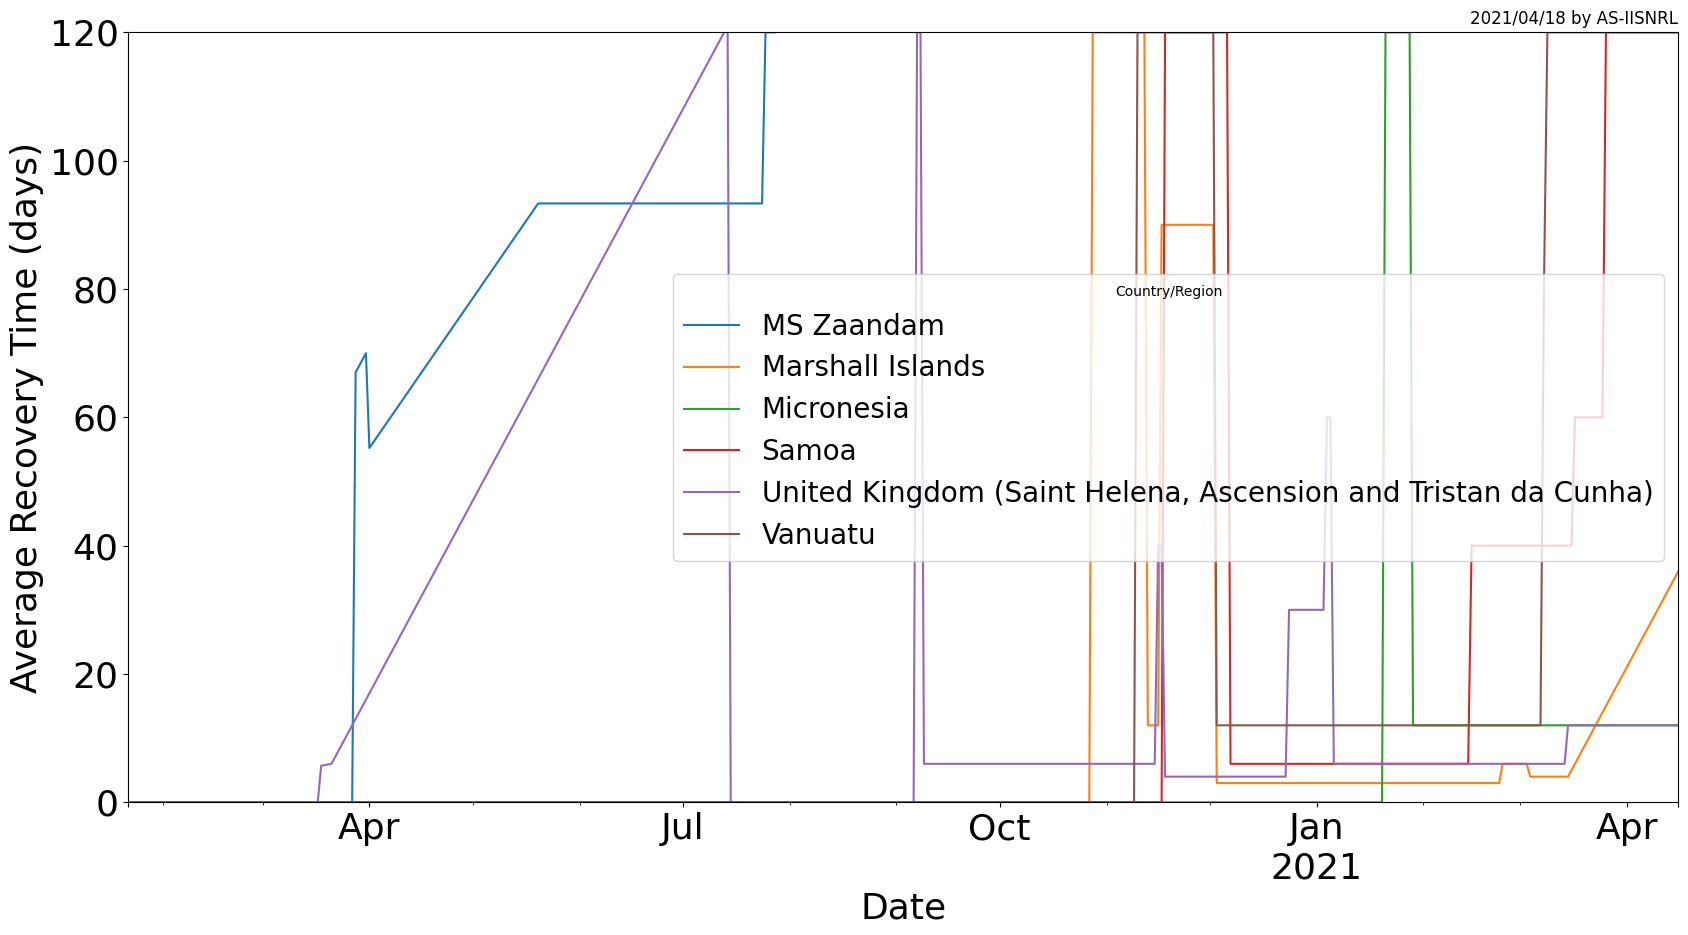 2021/04/18 by AS-IISNRL
120
100
80
60
40
20
0
Average Recovery Time (days)
Country/Region
MS Zaandam
Marshall Islands
Micronesia
Samoa
United Kingdom (Saint Helena, Ascension and Tristan da Cunha)
Vanuatu
Apr Jul Oct Jan Apr
2021
Date